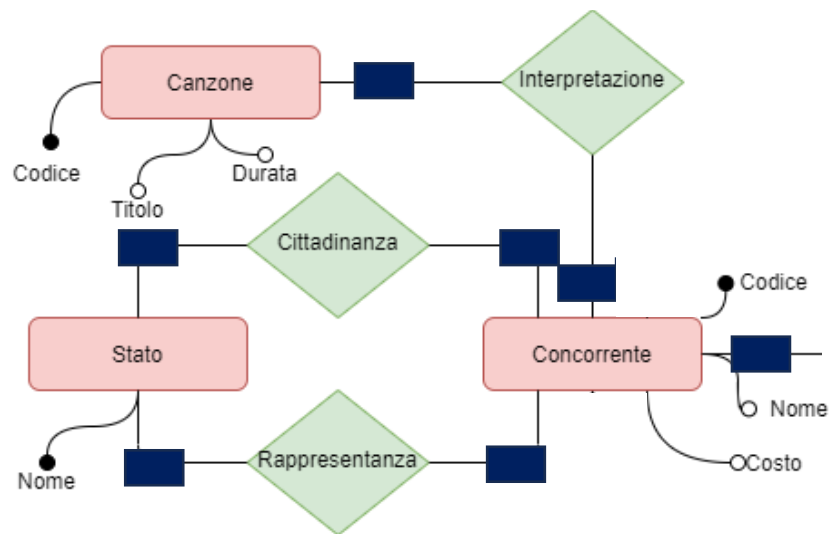 Canzone
Interpretazione
Codice
Durata
Titolo
Cittadinanza
Codice
Stato
Concorrente
Nome
Rappresentanza
Costo
Nome